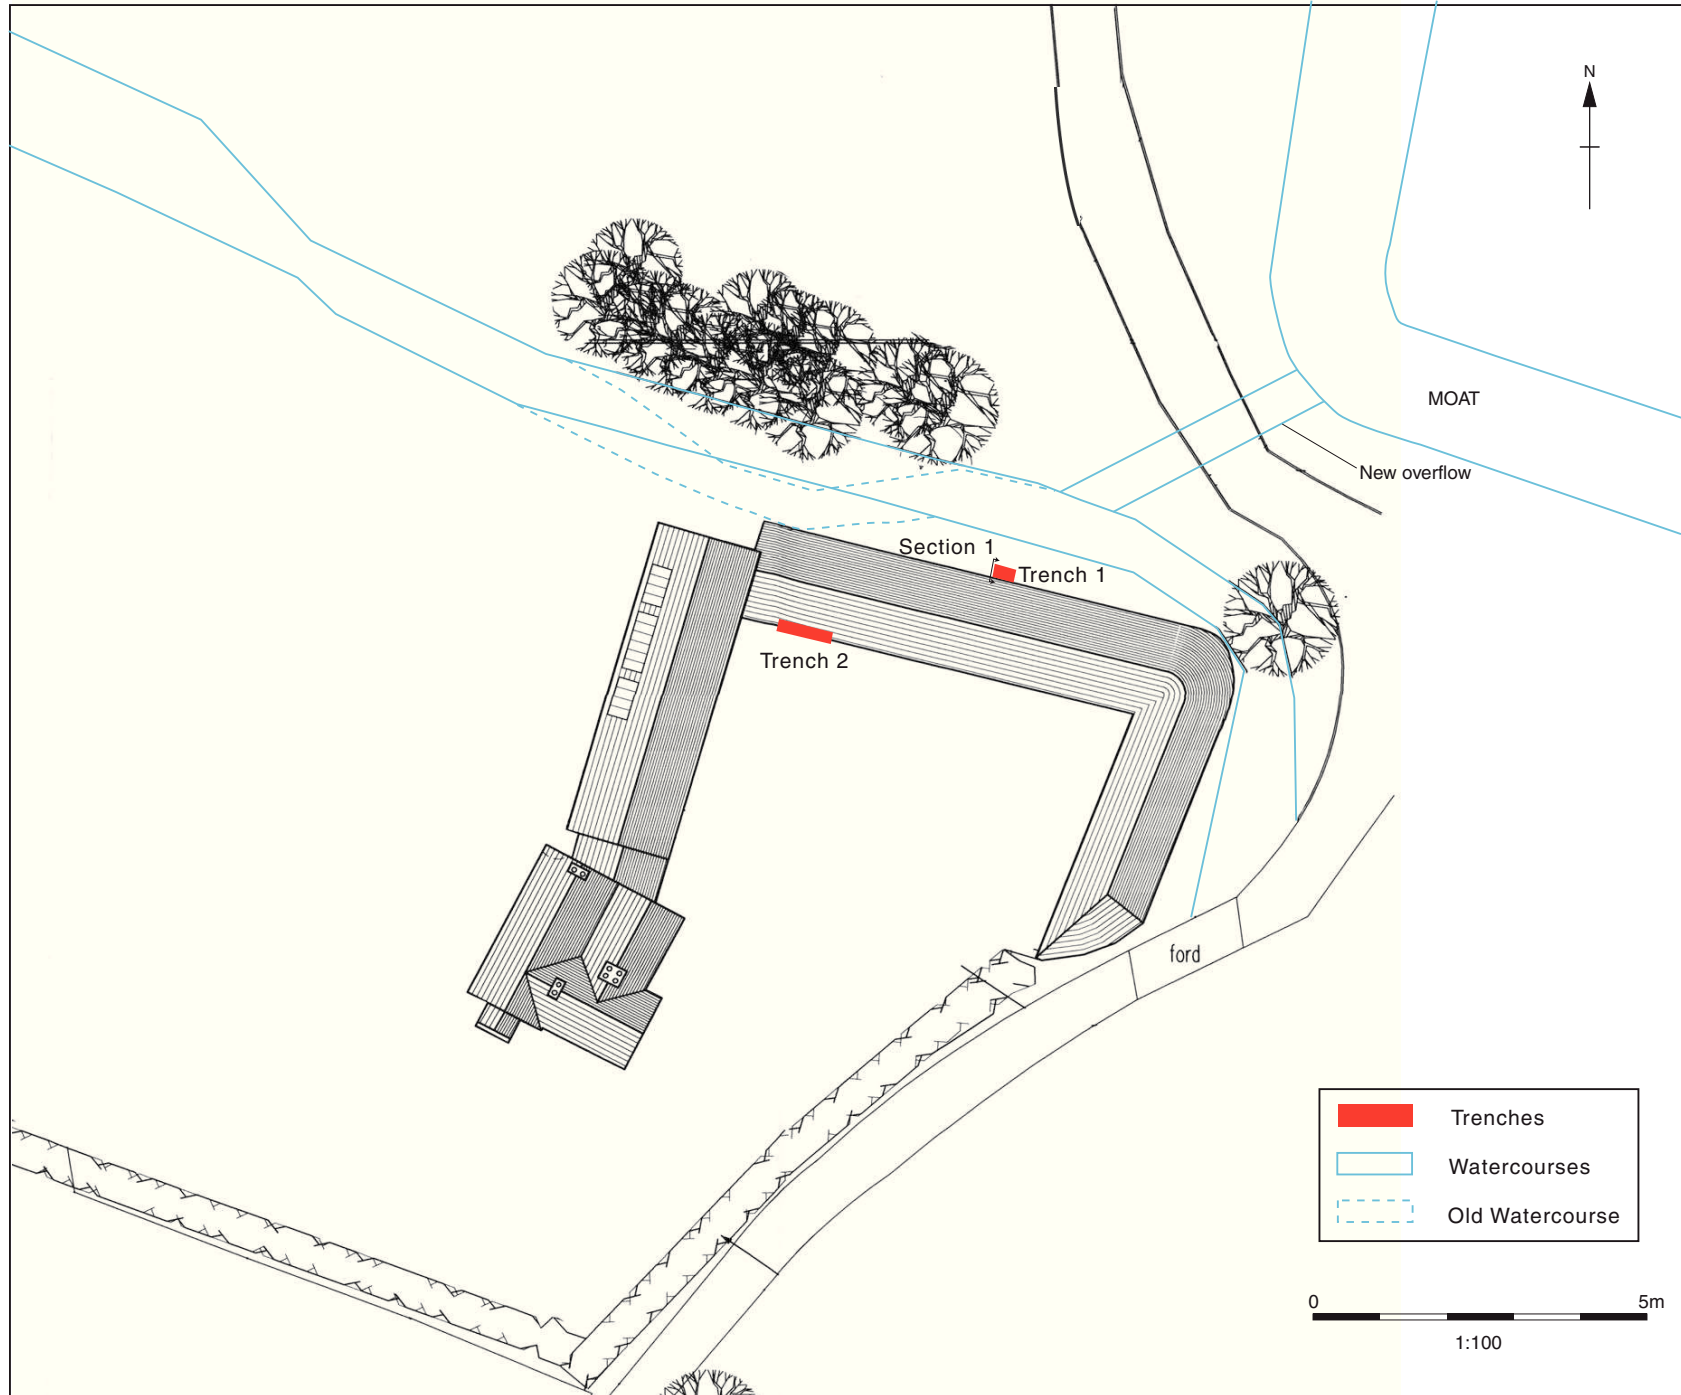 N
MOAT
New overflow
Section 1
Trench 1
Trench 2
ford
Trenches
Watercourses
Old Watercourse
0 5m
1:100